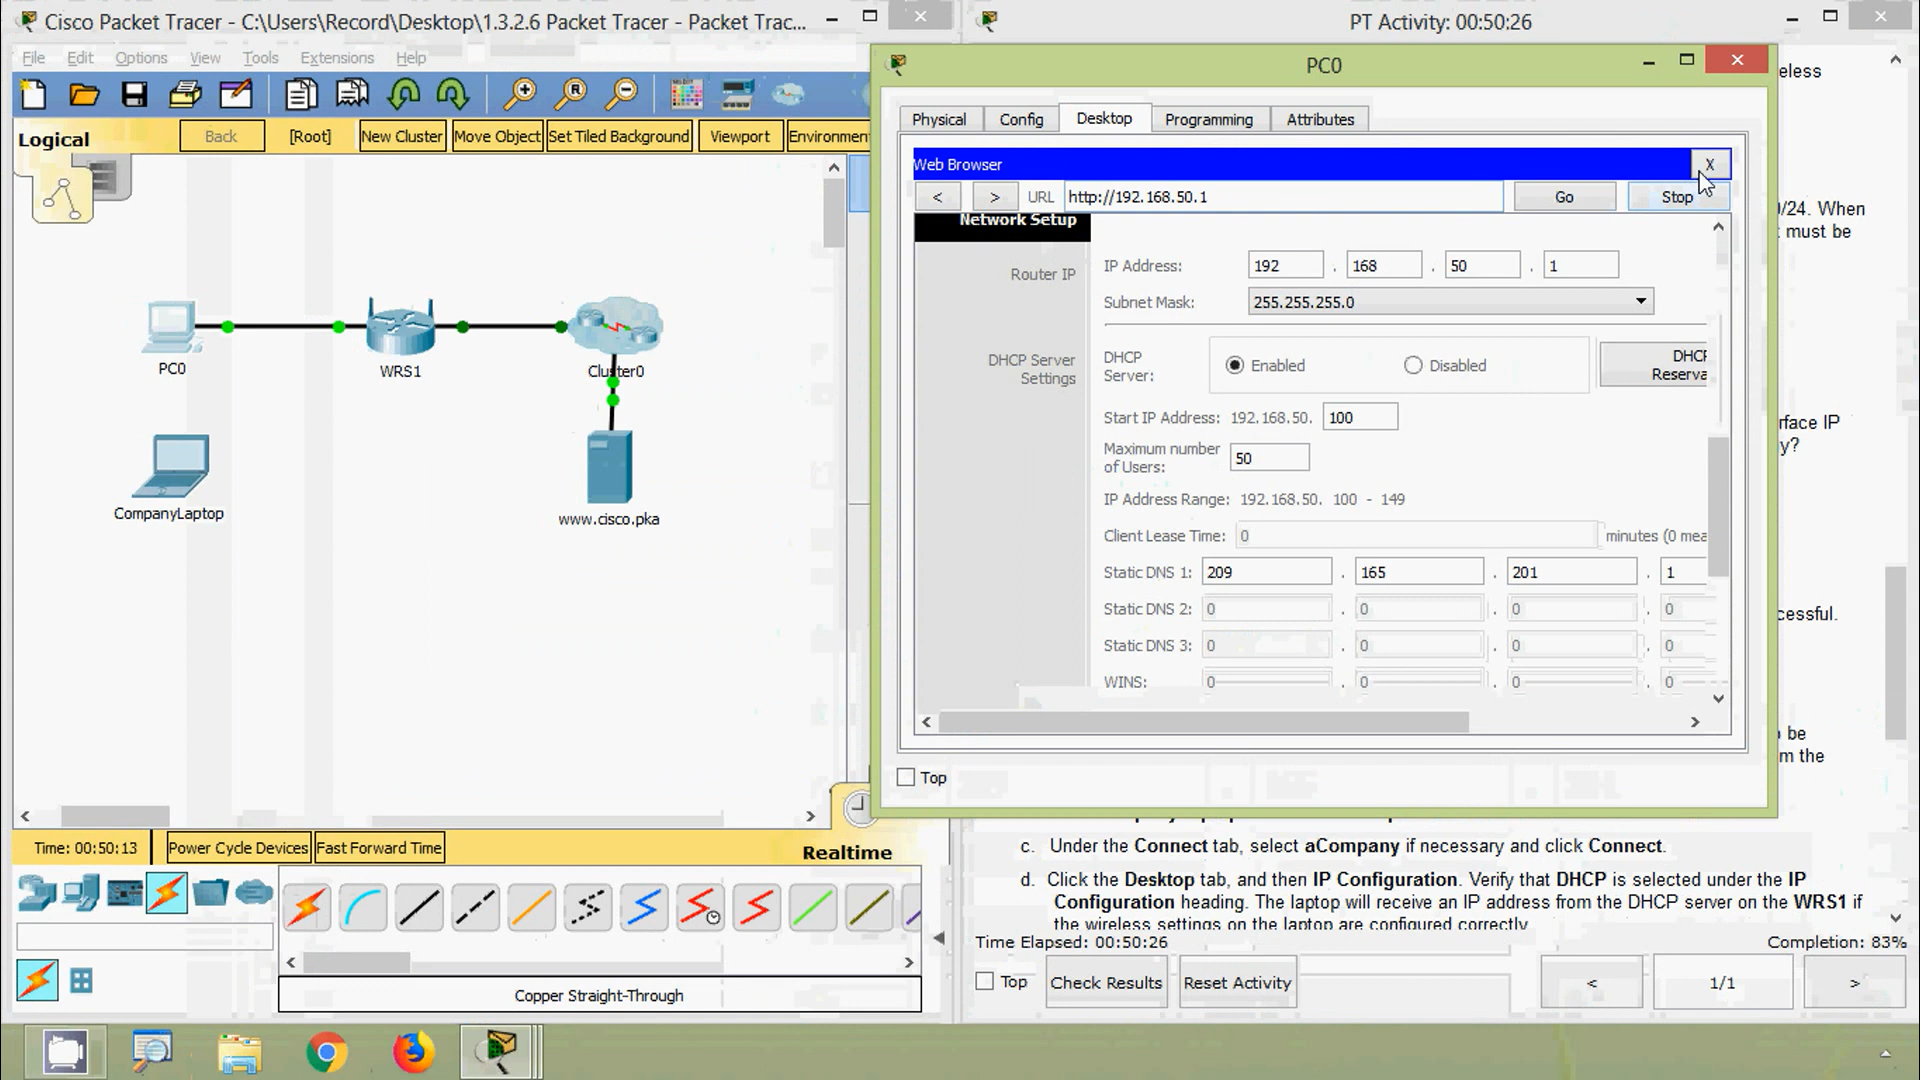 Cisco Packet Tracer - C:\Users\Record\Desktop\1.3.2.6 Packet Tracer - Packet Trac...
File Edit Options View Tools Extensions Help
Logical Back [Root] New Cluster Move Object Set Tiled Background Viewport Environmen
PC0
WRS1
Cluster0
CompanyLaptop
www.cisco.pka
Time: 00:50:13 Power Cycle Devices Fast Forward Time Realtime
Copper Straight-Through
PT Activity: 00:50:26
eless
PC0
Physical Config Desktop Programming Attributes
Web Browser X
< > URL http://192.168.50.1 Go Stop
Network Setup
Router IP
IP Address: 192 . 168 . 50 . 1
Subnet Mask: 255.255.255.0
DHCP Server Settings
DHCP Server: Enabled Disabled DHCP Reserva
Start IP Address: 192.168.50. 100
Maximum number of Users: 50
IP Address Range: 192.168.50. 100 - 149
Client Lease Time: 0 minutes (0 mea
Static DNS 1: 209 . 165 . 201 . 1
Static DNS 2: 0 . 0 . 0 . 0
Static DNS 3: 0 . 0 . 0 . 0
WINS: 0 . 0 . 0 . 0
Top
/24. When
must be
rface IP
y?
cessful.
be
m the
c. Under the Connect tab, select aCompany if necessary and click Connect.
d. Click the Desktop tab, and then IP Configuration. Verify that DHCP is selected under the IP
Configuration heading. The laptop will receive an IP address from the DHCP server on the WRS1 if
the wireless settings on the laptop are configured correctly
Time Elapsed: 00:50:26 Completion: 83%
Top Check Results Reset Activity < 1/1 >